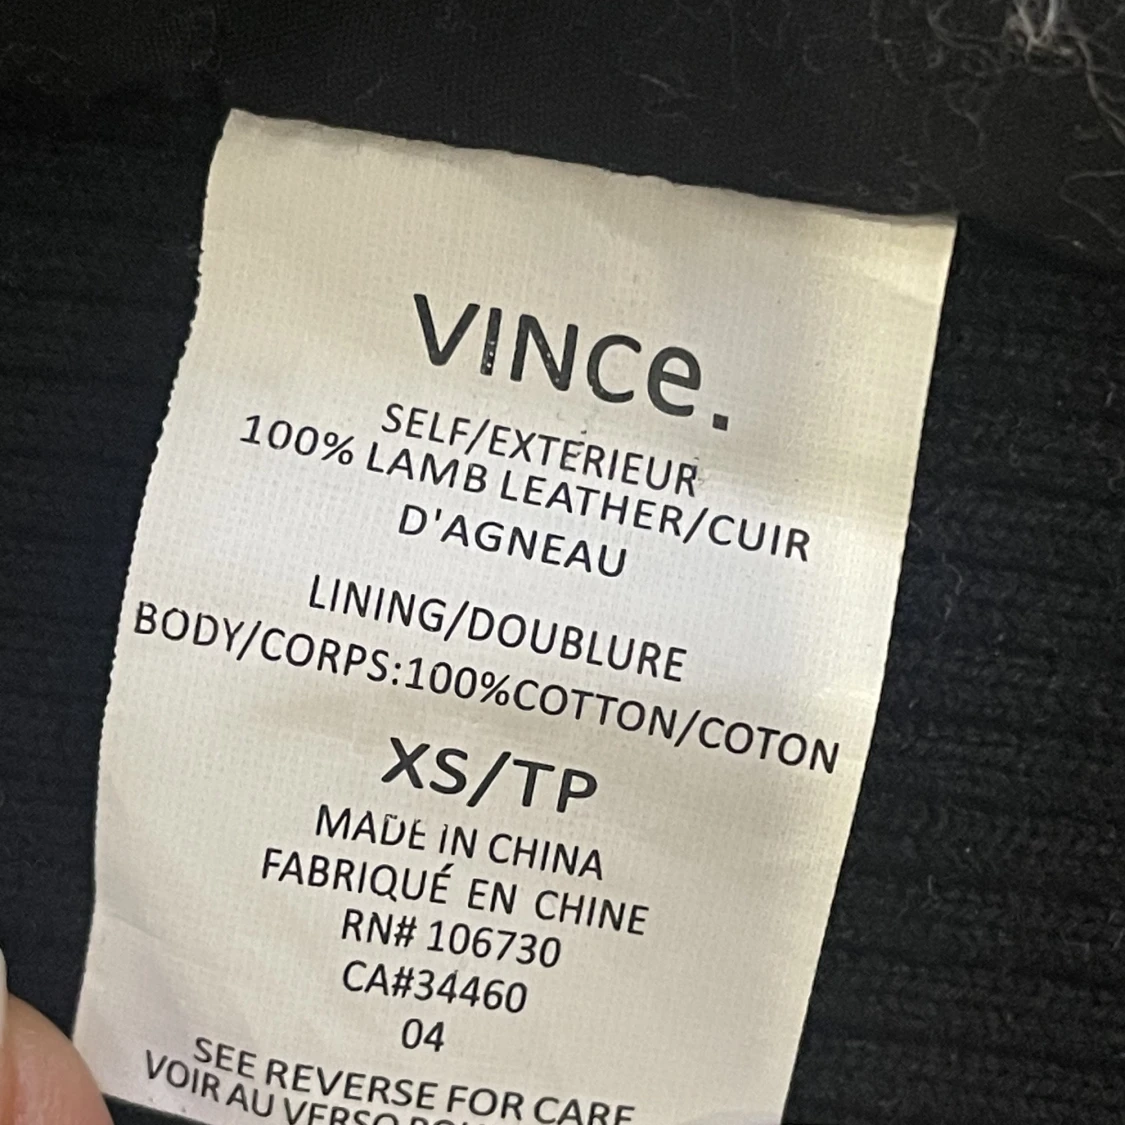 VINCe.
SELF/EXTERIEUR
100% LAMB LEATHER/CUIR
D'AGNEAU
LINING/DOUBLURE
BODY/CORPS:100%COTTON/COTON
XS/TP
MADE IN CHINA
FABRIQUÉ EN CHINE
RN# 106730
CA#34460
04
SEE REVERSE FOR CARE
VOIR AU VERSO